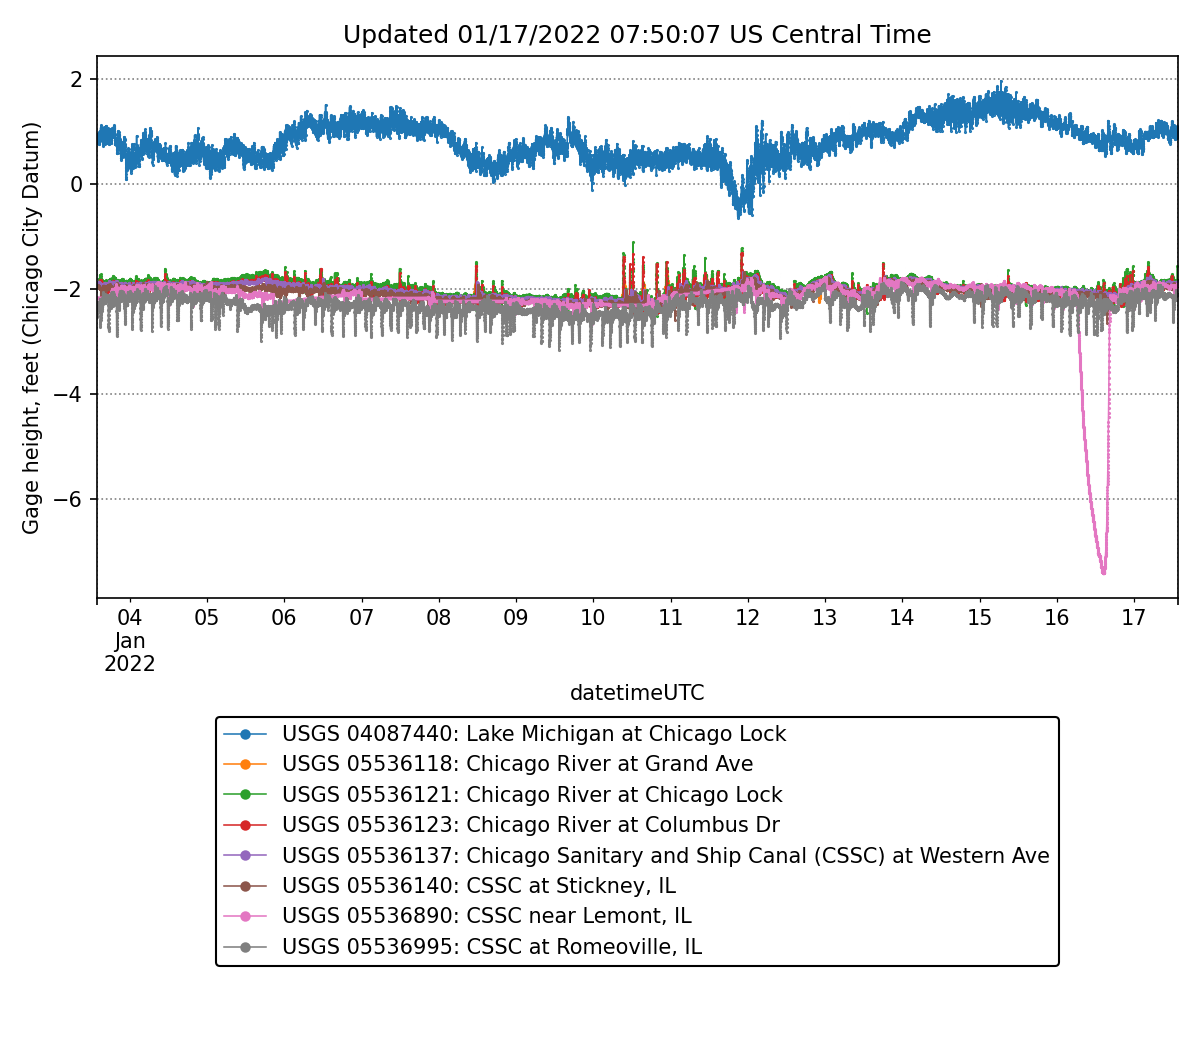 Updated 01/17/2022 07:50:07 US Central Time
Gage height, feet (Chicago City Datum)
2
0
−2
−4
−6
04 05 06 07 08 09 10 11 12 13 14 15 16 17
Jan
2022
datetimeUTC
USGS 04087440: Lake Michigan at Chicago Lock
USGS 05536118: Chicago River at Grand Ave
USGS 05536121: Chicago River at Chicago Lock
USGS 05536123: Chicago River at Columbus Dr
USGS 05536137: Chicago Sanitary and Ship Canal (CSSC) at Western Ave
USGS 05536140: CSSC at Stickney, IL
USGS 05536890: CSSC near Lemont, IL
USGS 05536995: CSSC at Romeoville, IL